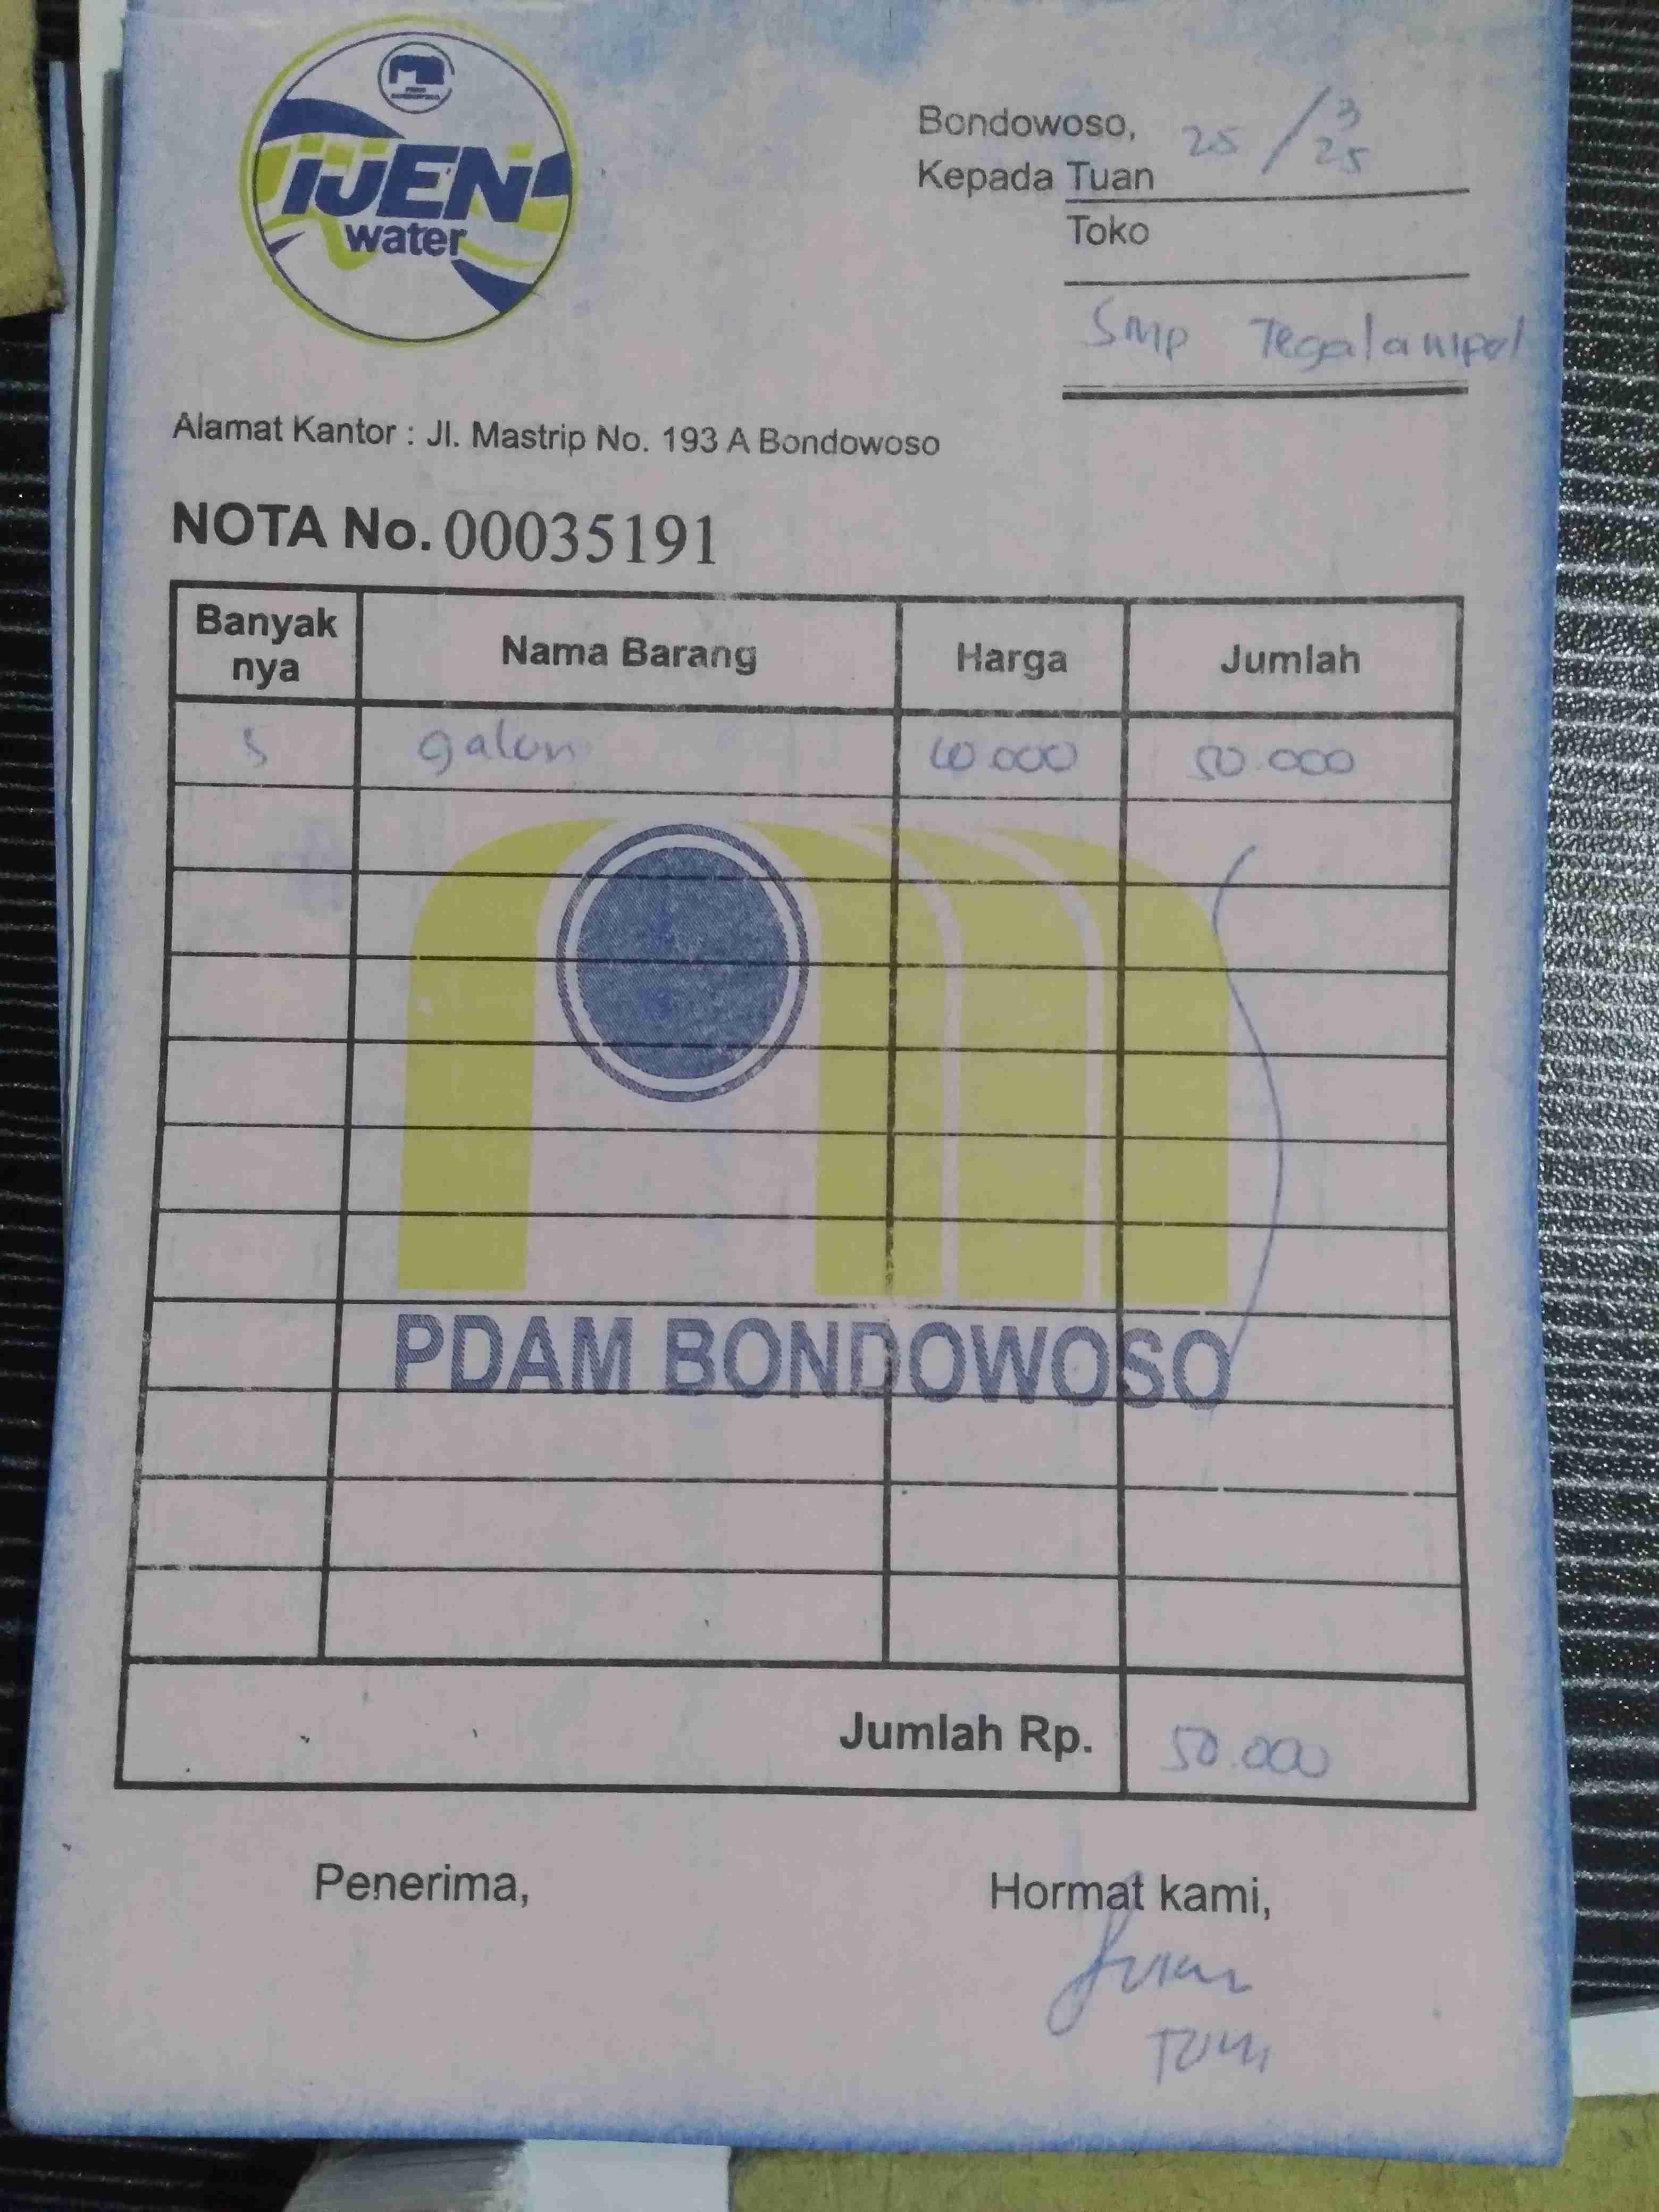 IJEN
water
Bondowoso, 25/3 25
Kepada Tuan
Toko
SMP Tegalampel
Alamat Kantor : Jl. Mastrip No. 193 A Bondowoso
NOTA No. 00035191
Banyak nya Nama Barang Harga Jumlah
5 galon 10.000 50.000
PDAM BONDOWOSO
Jumlah Rp. 50.000
Penerima, Hormat kami,